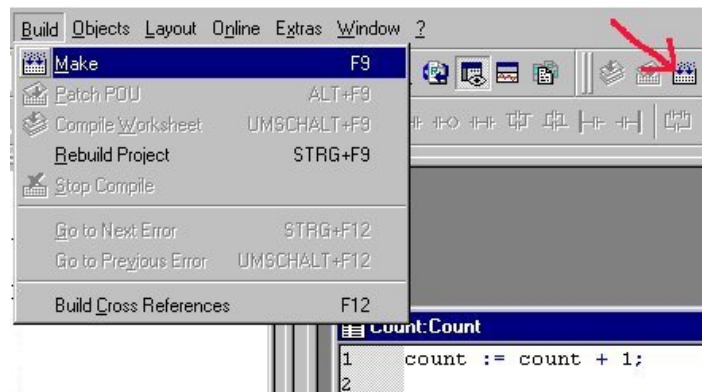 Build Objects Layout Online Extras Window ?
Make F9
Patch POU ALT+F9
Compile Worksheet UMSCHALT+F9
Rebuild Project STRG+F9
Stop Compile
Go to Next Error STRG+F12
Go to Previous Error UMSCHALT+F12
Build Cross References F12
Count:Count
1 count := count + 1;
2